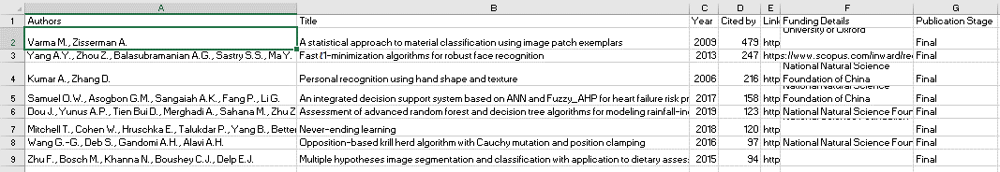 A B C D E F G
1 Authors Title Year Cited by Link Funding Details Publication Stage
University of Oxford
2 Varma M., Zisserman A. A statistical approach to material classification using image patch exemplars 2009 479 http Final
3 Yang A.Y., Zhou Z., Balasubramanian A.G., Sastry S.S., Ma Y. Fast ℓ1-minimization algorithms for robust face recognition 2013 247 https://www.scopus.com/inward/re Final
National Natural Science
4 Kumar A., Zhang D. Personal recognition using hand shape and texture 2006 216 http Foundation of China Final
National Natural Science
5 Samuel O.W., Asogbon G.M., Sangaiah A.K., Fang P., Li G. An integrated decision support system based on ANN and Fuzzy_AHP for heart failure risk pr 2017 158 http Foundation of China Final
6 Dou J., Yunus A.P., Tien Bui D., Merghadi A., Sahana M., Zhu Z Assessment of advanced random forest and decision tree algorithms for modeling rainfall-in 2019 123 http National Natural Science Four Final
7 Mitchell T., Cohen W., Hruschka E., Talukdar P., Yang B., Better Never-ending learning 2018 120 http Final
8 Wang G.-G., Deb S., Gandomi A.H., Alavi A.H. Opposition-based krill herd algorithm with Cauchy mutation and position clamping 2016 97 http National Natural Science Four Final
9 Zhu F., Bosch M., Khanna N., Boushey C.J., Delp E.J. Multiple hypotheses image segmentation and classification with application to dietary asses 2015 94 http Final